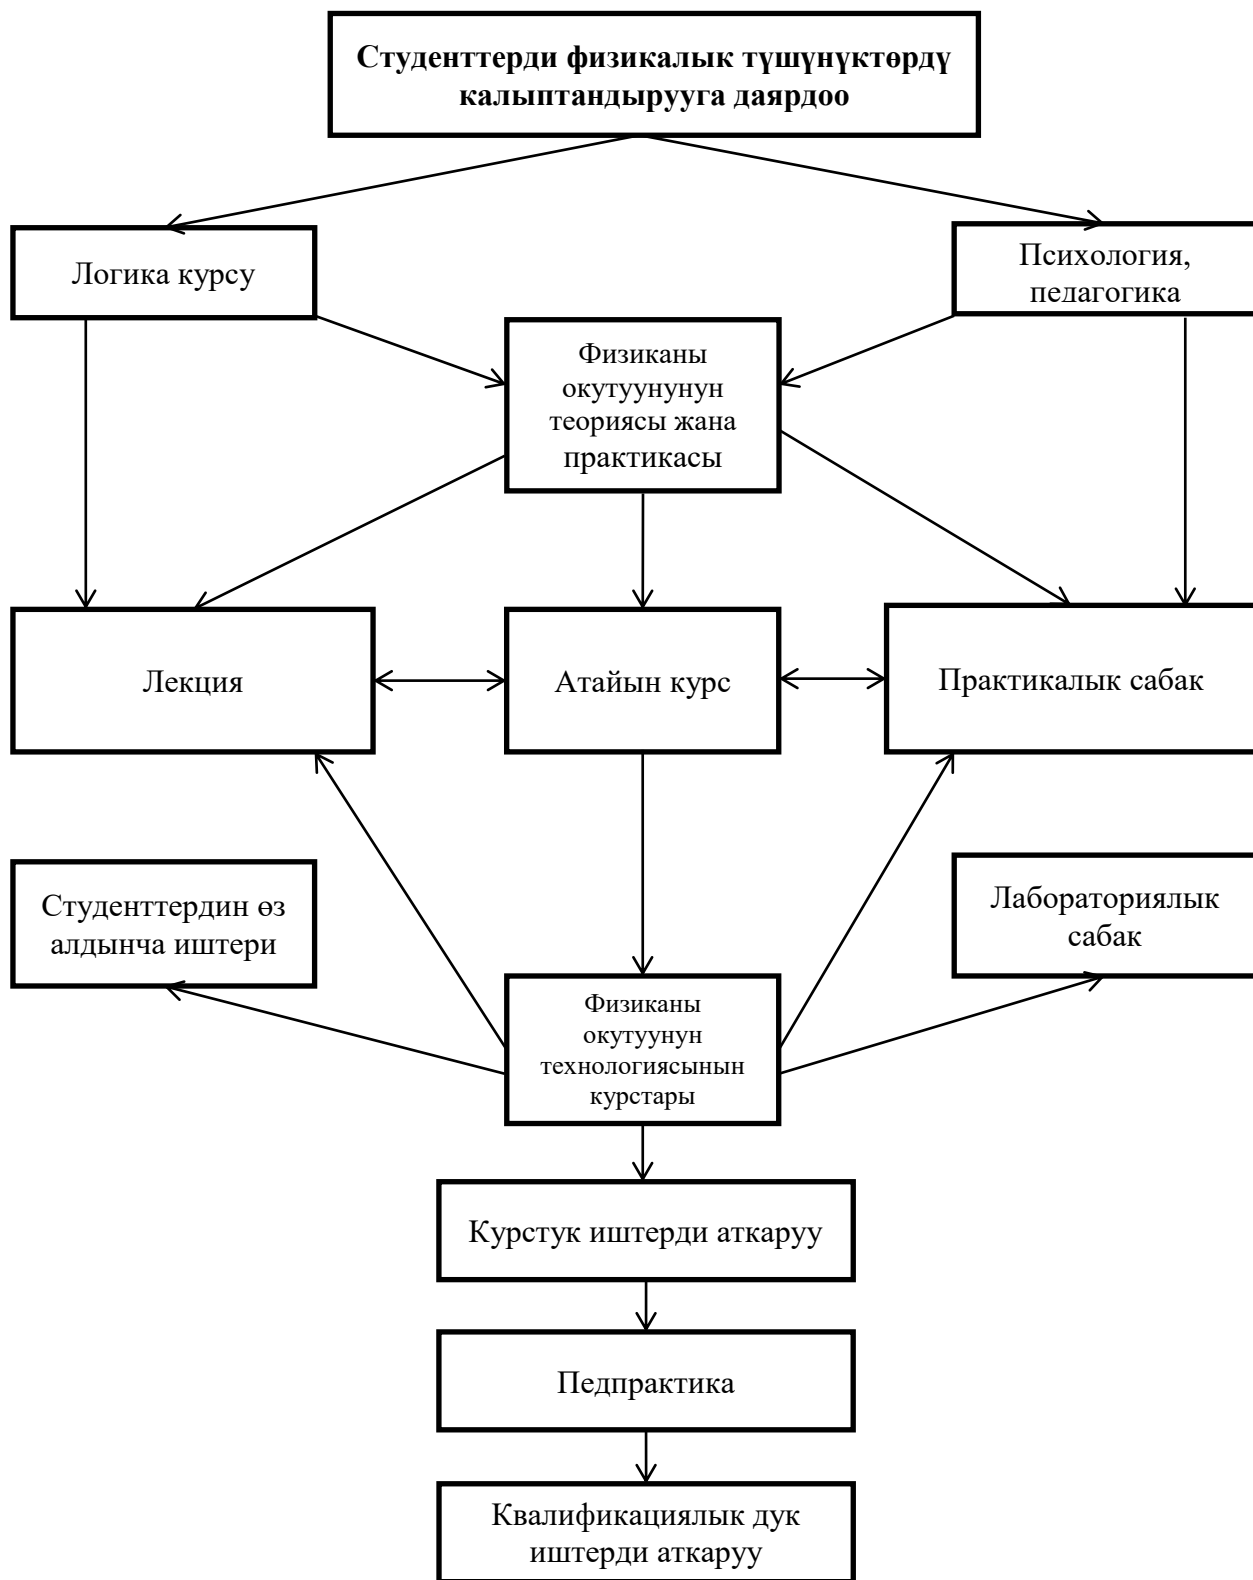 Студенттерди физикалык түшүнүктөрдү
калыптандырууга даярдоо
Логика курсу
Психология,
педагогика
Физиканы
окутуунунун
теориясы жана
практикасы
Лекция
Атайын курс
Практикалык сабак
Студенттердин өз
алдынча иштери
Лабораториялык
сабак
Физиканы
окутуунун
технологиясынын
курстары
Курстук иштерди аткаруу
Педпрактика
Квалификациялык дук
иштерди аткаруу